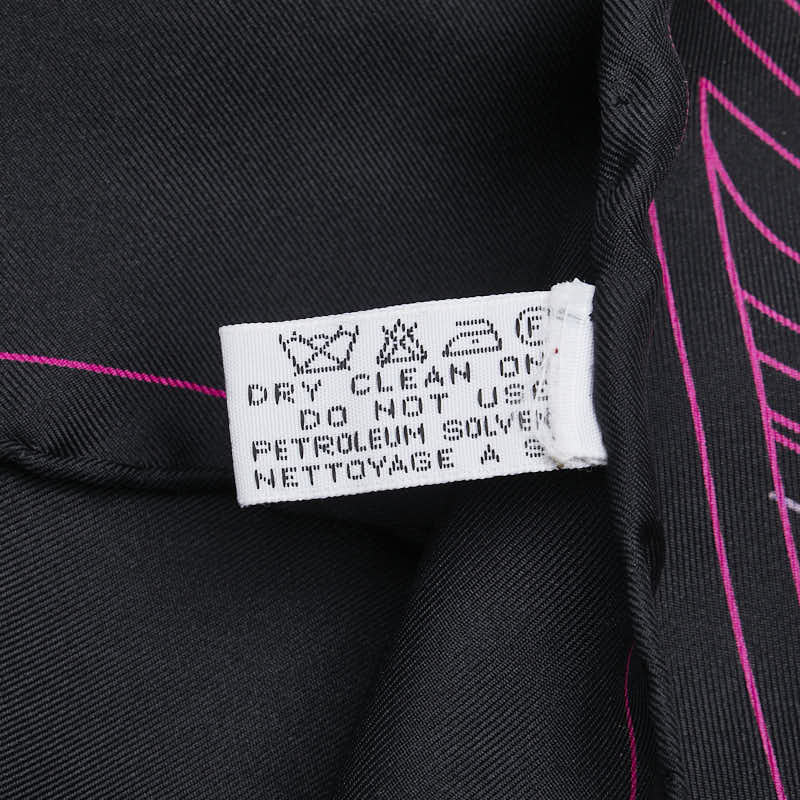 DRY CLEAN ON
DO NOT USE
PETROLEUM SOLVEN
NETTOYAGE A S